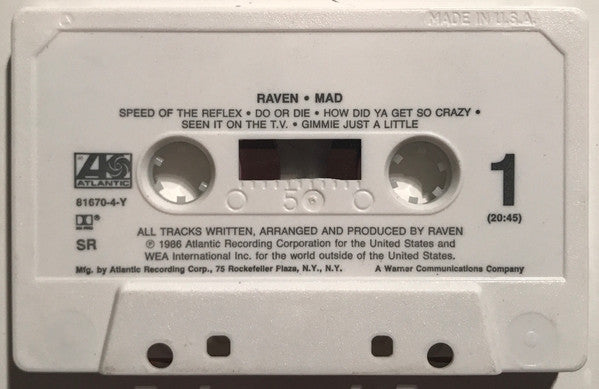 MADE IN U.S.A.
RAVEN • MAD
SPEED OF THE REFLEX • DO OR DIE • HOW DID YA GET SO CRAZY •
SEEN IT ON THE T.V. • GIMMIE JUST A LITTLE
ATLANTIC
81670-4-Y
SR
50
1
(20:45)
ALL TRACKS WRITTEN, ARRANGED AND PRODUCED BY RAVEN
℗ 1986 Atlantic Recording Corporation for the United States and
WEA International Inc. for the world outside of the United States.
Mfg. by Atlantic Recording Corp., 75 Rockefeller Plaza, N.Y., N.Y. A Warner Communications Company